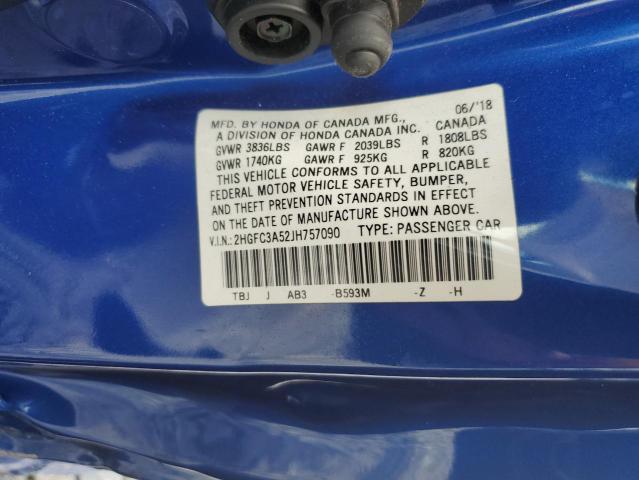 MFD. BY HONDA OF CANADA MFG., 06/'18
A DIVISION OF HONDA CANADA INC. CANADA
GVWR 3836LBS GAWR F 2039LBS R 1808LBS
GVWR 1740KG GAWR F 925KG R 820KG
THIS VEHICLE CONFORMS TO ALL APPLICABLE
FEDERAL MOTOR VEHICLE SAFETY, BUMPER,
AND THEFT PREVENTION STANDARDS IN EFFECT
ON THE DATE OF MANUFACTURE SHOWN ABOVE.
V.I.N.: 2HGFC3A52JH757090 TYPE: PASSENGER CAR
TBJ J AB3 -B593M -Z -H